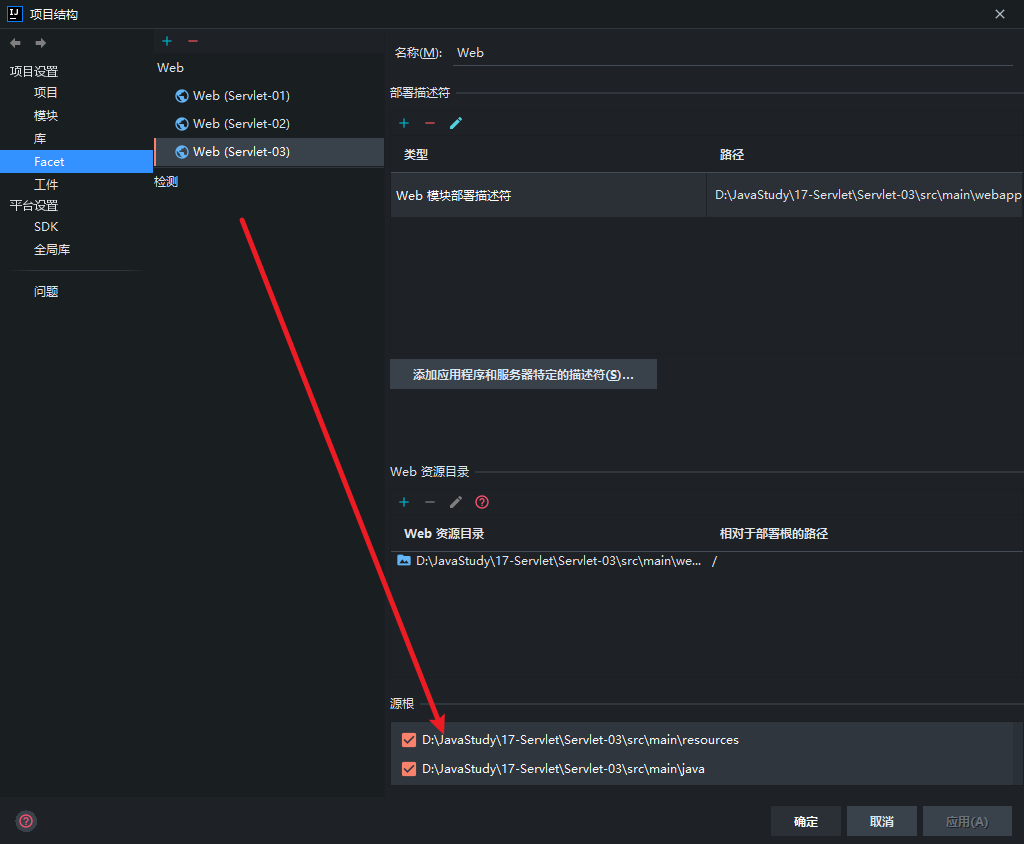 项目结构
项目设置
项目
模块
库
Facet
工件
平台设置
SDK
全局库
问题
Web
Web (Servlet-01)
Web (Servlet-02)
Web (Servlet-03)
检测
名称(M): Web
部署描述符
类型 路径
Web 模块部署描述符 D:\JavaStudy\17-Servlet\Servlet-03\src\main\webapp
添加应用程序和服务器特定的描述符(S)...
Web 资源目录
Web 资源目录 相对于部署根的路径
D:\JavaStudy\17-Servlet\Servlet-03\src\main\we... /
源根
D:\JavaStudy\17-Servlet\Servlet-03\src\main\resources
D:\JavaStudy\17-Servlet\Servlet-03\src\main\java
确定 取消 应用(A)